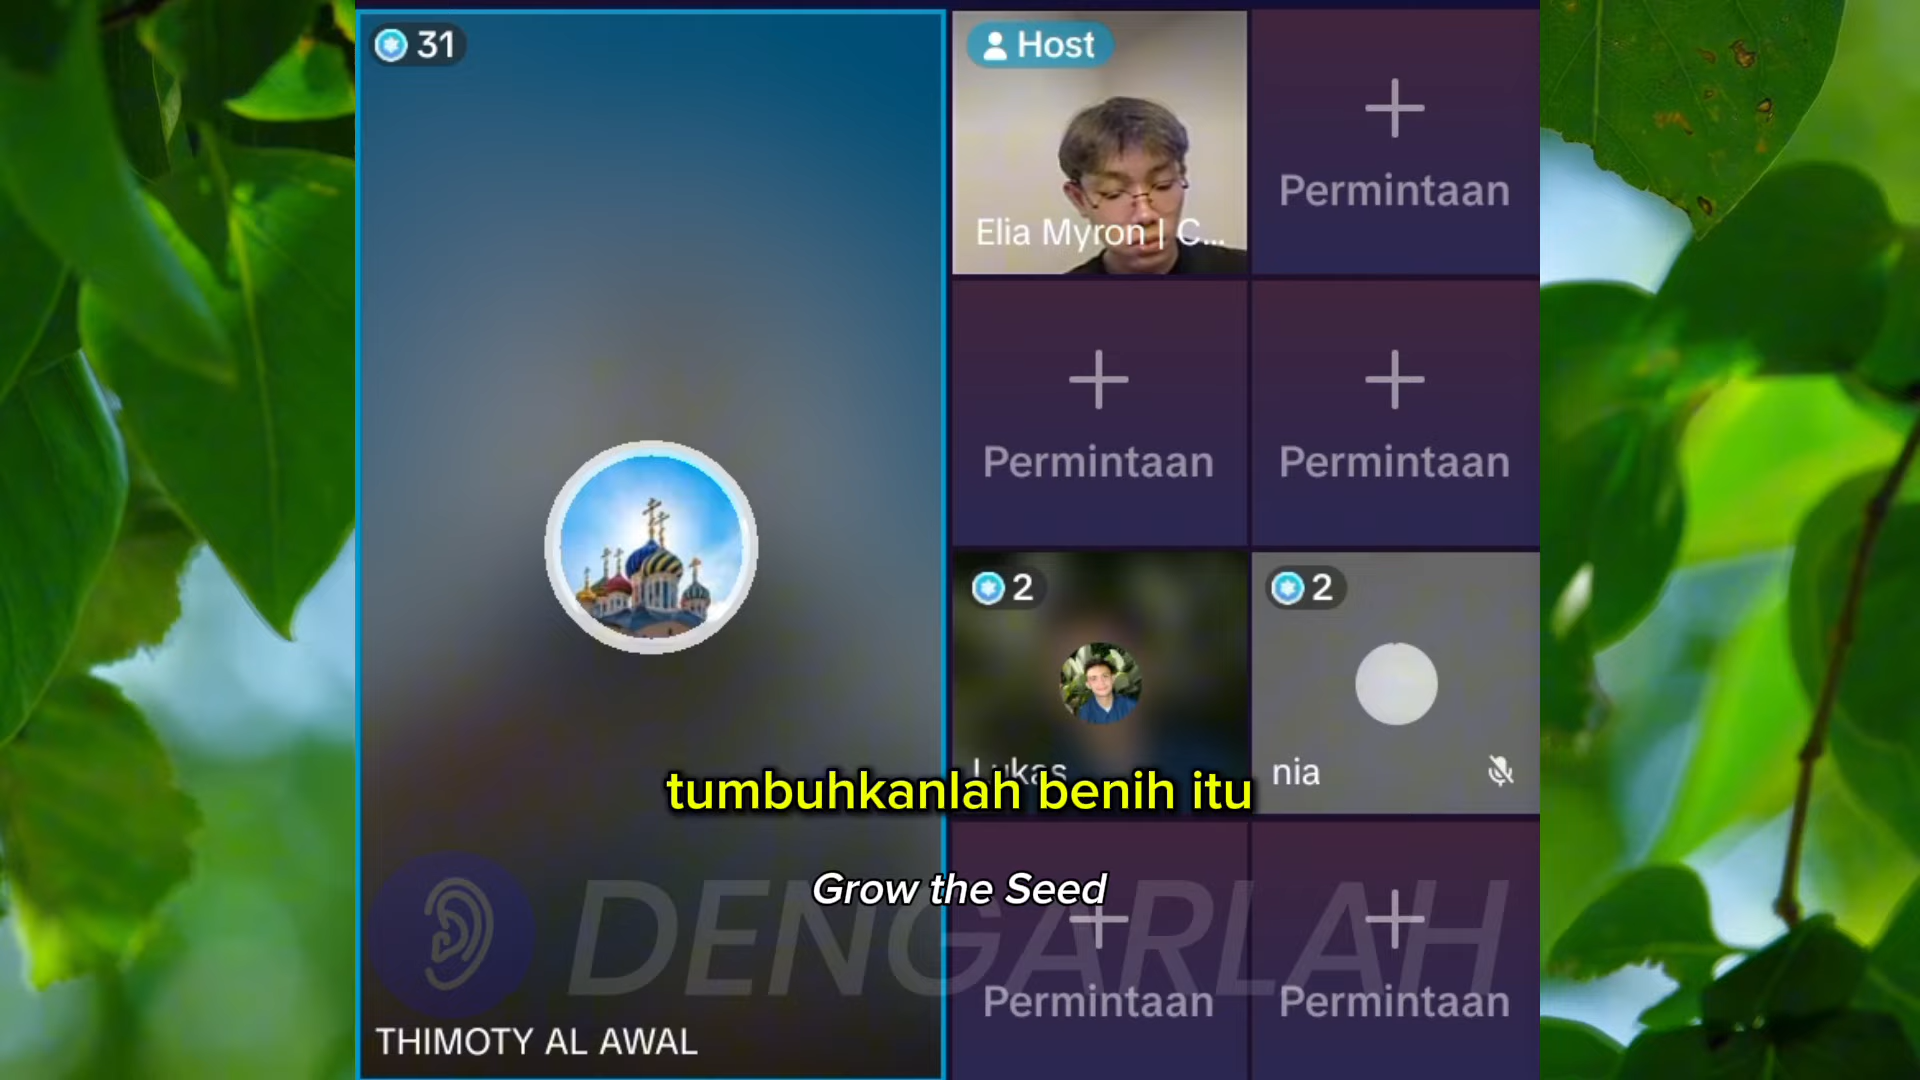 31
Host
Elia Myron | C...
Permintaan
Permintaan
Permintaan
2
Lukas
2
nia
tumbuhkanlah benih itu
Grow the Seed
DENGARLAH
Permintaan
Permintaan
THIMOTY AL AWAL